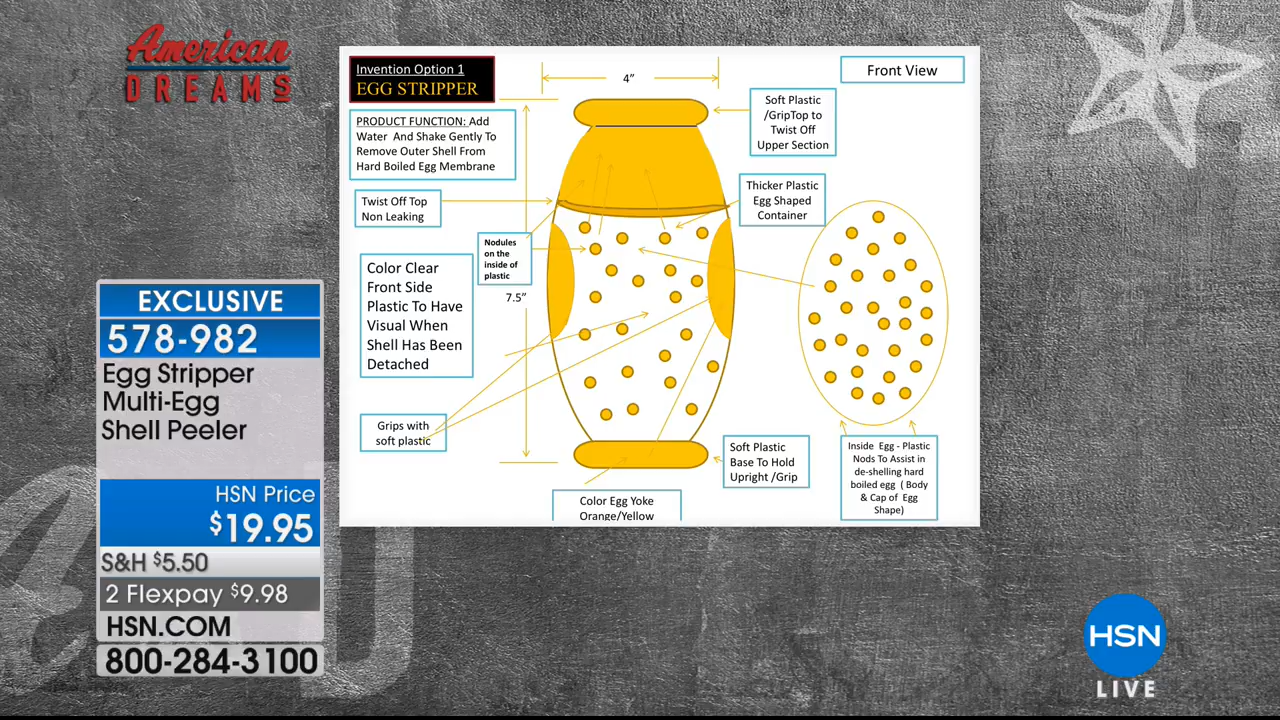 American
DREAMS
EXCLUSIVE
578-982
Egg Stripper
Multi-Egg
Shell Peeler
HSN Price
$19.95
S&H $5.50
2 Flexpay $9.98
HSN.COM
800-284-3100
Invention Option 1
EGG STRIPPER
PRODUCT FUNCTION: Add
Water And Shake Gently To
Remove Outer Shell From
Hard Boiled Egg Membrane
Twist Off Top
Non Leaking
Color Clear
Front Side
Plastic To Have
Visual When
Shell Has Been
Detached
Nodules
on the
inside of
plastic
7.5”
Grips with
soft plastic
4”
Front View
Soft Plastic
/GripTop to
Twist Off
Upper Section
Thicker Plastic
Egg Shaped
Container
Soft Plastic
Base To Hold
Upright /Grip
Color Egg Yoke
Orange/Yellow
Inside Egg - Plastic
Nods To Assist in
de-shelling hard
boiled egg ( Body
& Cap of Egg
Shape)
HSN
LIVE